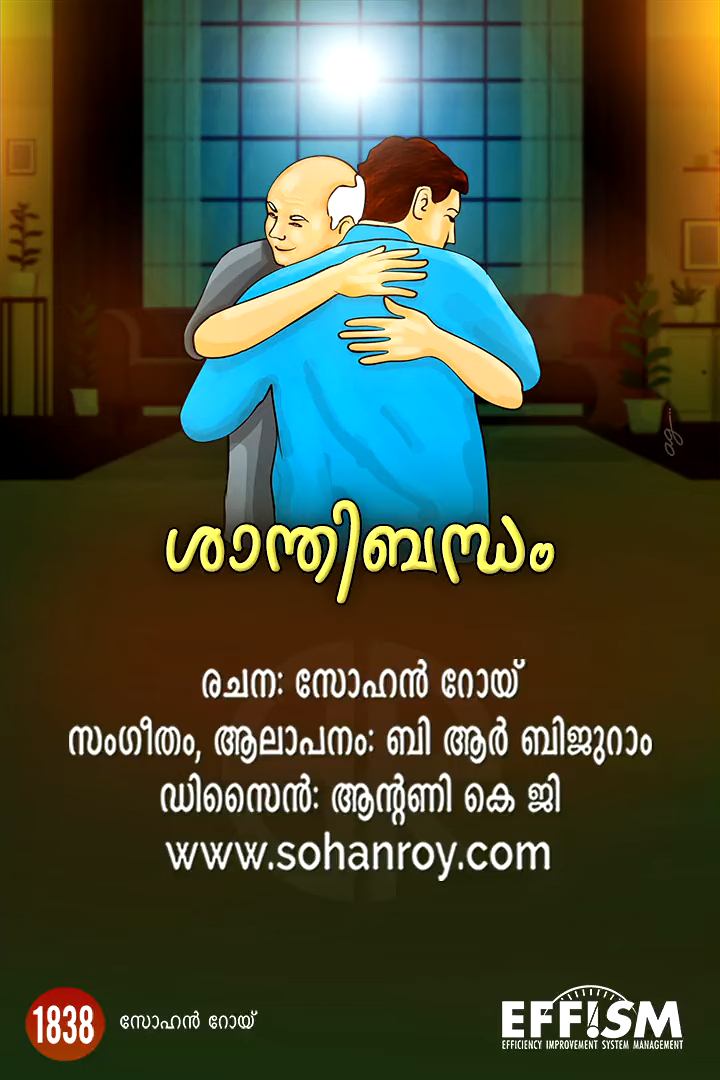 ശാന്തിബന്ധം
രചന: സോഹൻ റോയ്
സംഗീതം, ആലാപനം: ബി ആർ ബിജുറാം
ഡിസൈൻ: ആന്റണി കെ ജി
www.sohanroy.com
1838 സോഹൻ റോയ്
EFFISM
EFFICIENCY IMPROVEMENT SYSTEM MANAGEMENT